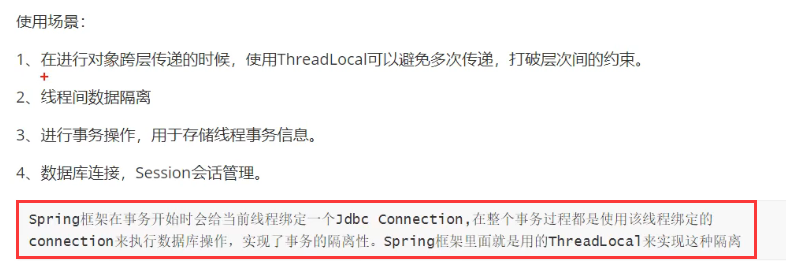 使用场景：
1、在进行对象跨层传递的时候，使用ThreadLocal可以避免多次传递，打破层次间的约束。
2、线程间数据隔离
3、进行事务操作，用于存储线程事务信息。
4、数据库连接，Session会话管理。
Spring框架在事务开始时会给当前线程绑定一个Jdbc Connection,在整个事务过程都是使用该线程绑定的
connection来执行数据库操作，实现了事务的隔离性。Spring框架里面就是用的ThreadLocal来实现这种隔离